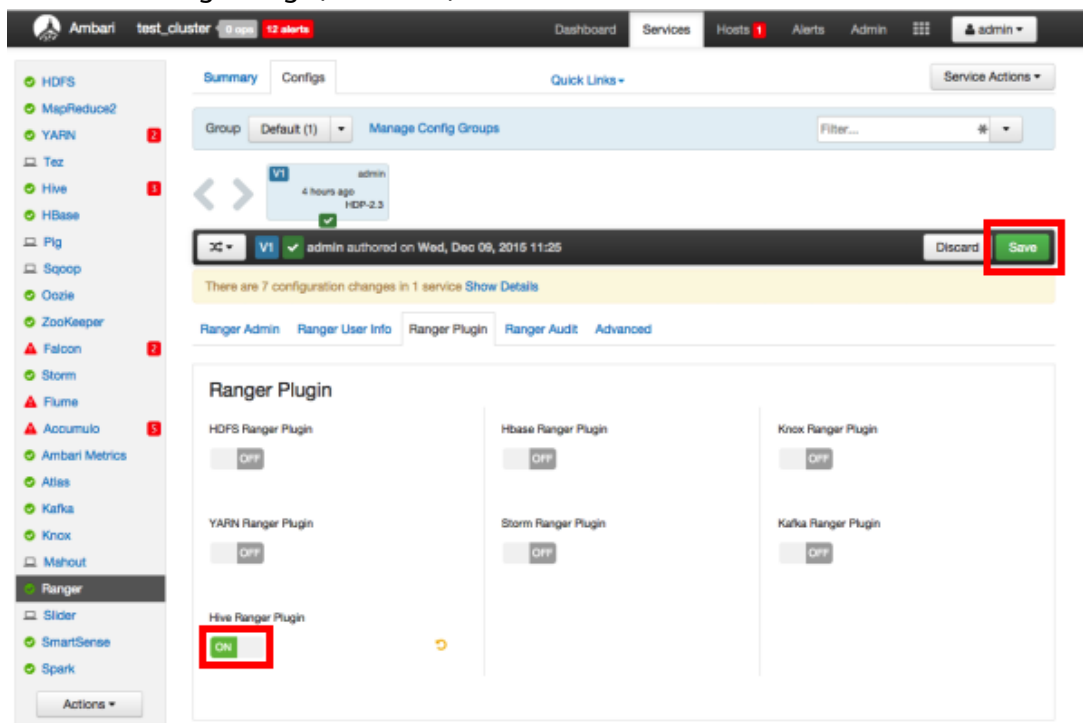 Ambari test_cluster 0 ops 12 alerts Dashboard Services Hosts 1 Alerts Admin admin
HDFS
MapReduce2
YARN 2
Tez
Hive 3
HBase
Pig
Sqoop
Oozie
ZooKeeper
Falcon 2
Storm
Flume
Accumulo 5
Ambari Metrics
Atlas
Kafka
Knox
Mahout
Ranger
Slider
SmartSense
Spark
Actions
Summary Configs Quick Links Service Actions
Group Default (1) Manage Config Groups Filter...
V1 admin
4 hours ago
HDP-2.3
V1 admin authored on Wed, Dec 09, 2015 11:25 Discard Save
There are 7 configuration changes in 1 service Show Details
Ranger Admin Ranger User Info Ranger Plugin Ranger Audit Advanced
Ranger Plugin
HDFS Ranger Plugin Hbase Ranger Plugin Knox Ranger Plugin
OFF OFF OFF
YARN Ranger Plugin Storm Ranger Plugin Kafka Ranger Plugin
OFF OFF OFF
Hive Ranger Plugin
ON